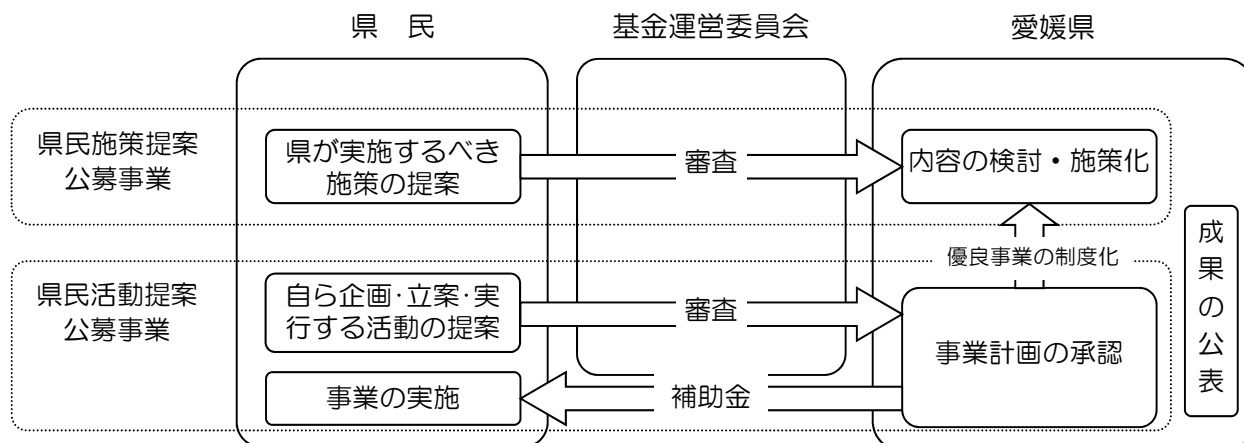 県　民
基金運営委員会
愛媛県
県民施策提案
公募事業
県が実施するべき
施策の提案
審査
内容の検討・施策化
優良事業の制度化
県民活動提案
公募事業
自ら企画・立案・実
行する活動の提案
審査
事業計画の承認
事業の実施
補助金
成果の公表